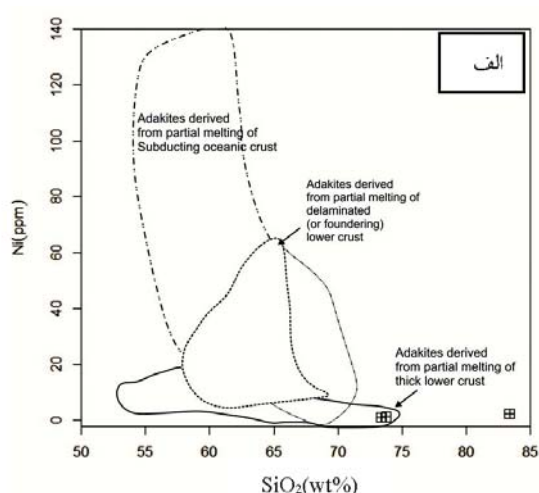 الف
140
120
100
80
60
40
20
0
Ni(ppm)
Adakites derived
from partial melting of
Subducting oceanic crust
Adakites derived
from partial melting of
delaminated
(or foundering)
lower crust
Adakites derived
from partial melting of
thick lower crust
50
55
60
65
70
75
80
85
SiO₂(wt%)